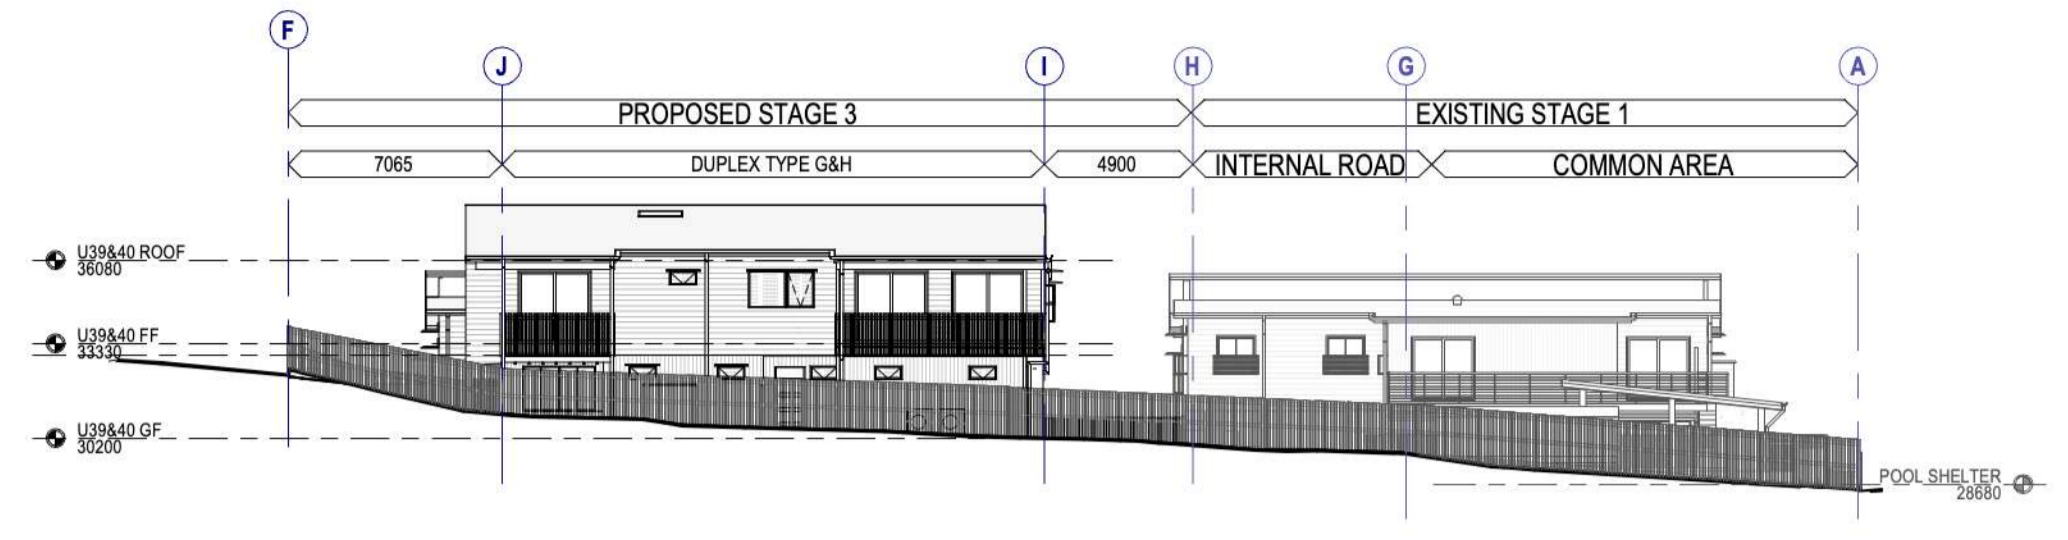 F
J
I
H
G
A
PROPOSED STAGE 3
EXISTING STAGE 1
7065
DUPLEX TYPE G&H
4900
INTERNAL ROAD
COMMON AREA
U39&40 ROOF
36080
U39&40 FF
33330
U39&40 GF
30200
POOL SHELTER
28680